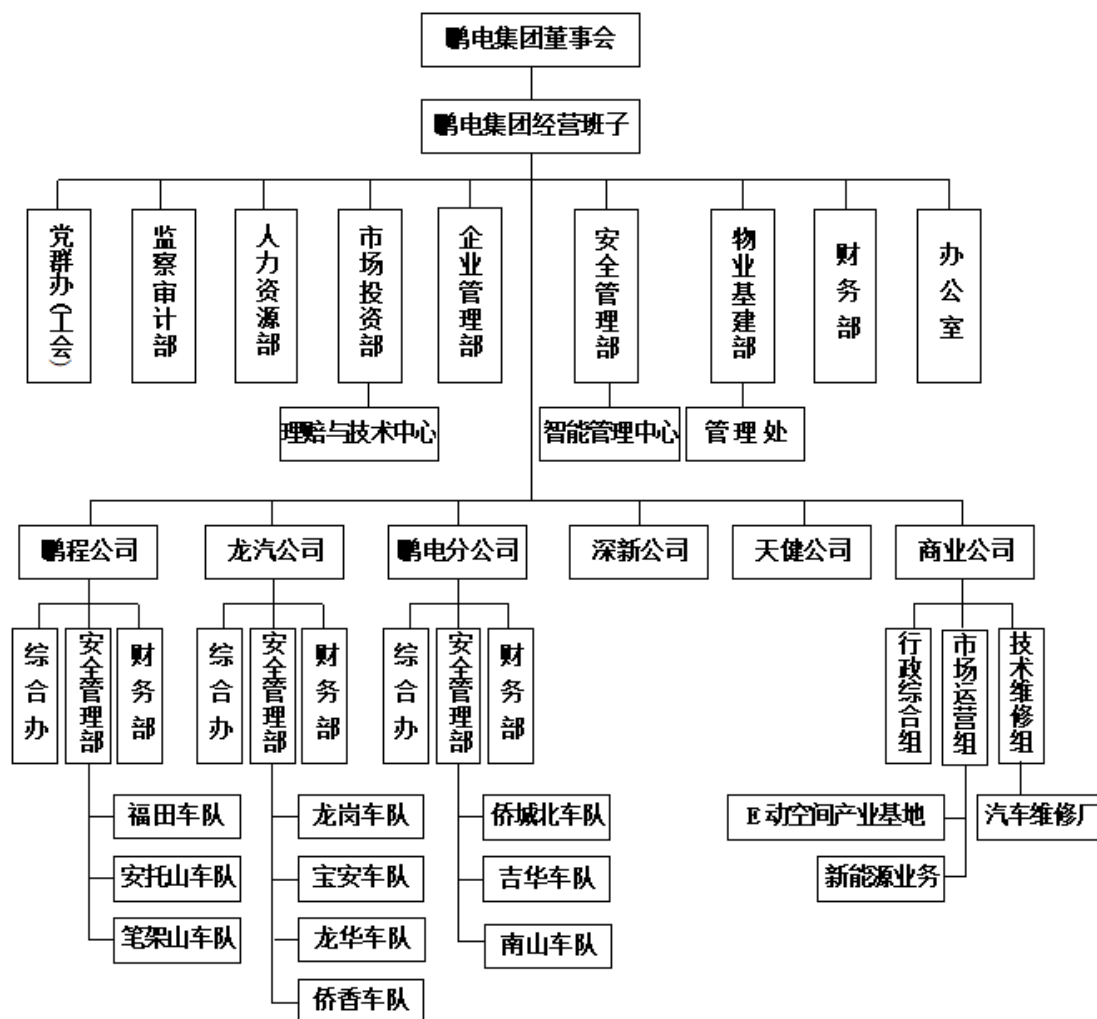 鹏电集团董事会
鹏电集团经营班子
党群办(工会)
监察审计部
人力资源部
市场投资部
企业管理部
安全管理部
物业基建部
财务部
办公室
理赔与技术中心
智能管理中心
管理处
鹏程公司
龙汽公司
鹏电分公司
深新公司
天健公司
商业公司
综合办
安全管理部
财务部
综合办
安全管理部
财务部
综合办
安全管理部
财务部
行政综合组
市场运营组
技术维修组
福田车队
龙岗车队
侨城北车队
E动空间产业基地
汽车维修厂
安托山车队
宝安车队
吉华车队
新能源业务
笔架山车队
龙华车队
南山车队
侨香车队